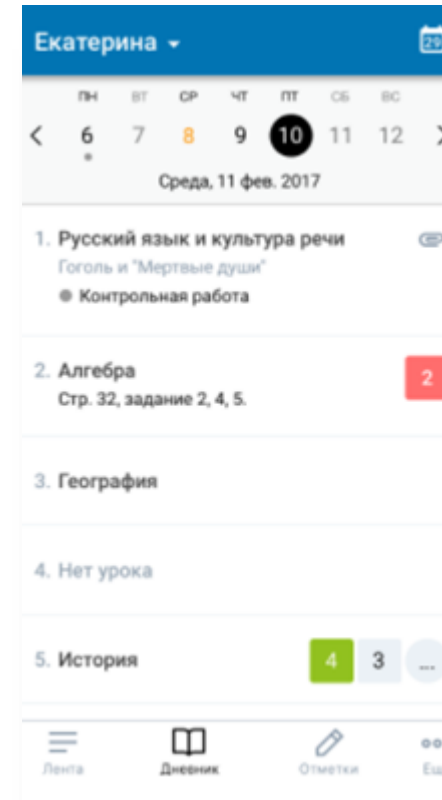 Екатерина
29
ПН ВТ СР ЧТ ПТ СБ ВС
6 7 8 9 10 11 12
Среда, 11 фев. 2017
1. Русский язык и культура речи
Гоголь и "Мертвые души"
Контрольная работа
2. Алгебра
2
Стр. 32, задание 2, 4, 5.
3. География
4. Нет урока
5. История 4 3 ...
Лента Дневник Отметки Ещ